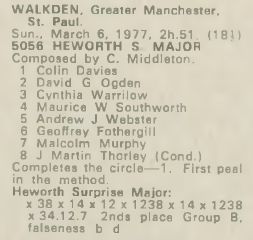 WALKDEN, Greater Manchester,
St. Paul.
Sun., March 6, 1977, 2h.51. (18½)
5056 HEWORTH S MAJOR
Composed by C. Middleton.
1 Colin Davies
2 David G Ogden
3 Cynthia Warrilow
4 Maurice W Southworth
5 Andrew J Webster
6 Geoffrey Fothergill
7 Malcolm Murphy
8 J Martin Thorley (Cond.)
Completes the circle—1. First peal
in the method.
Heworth Surprise Major:
x 38 x 14 x 12 x 1238 x 14 x 1238
x 34.12.7 2nds place Group B,
falseness b d